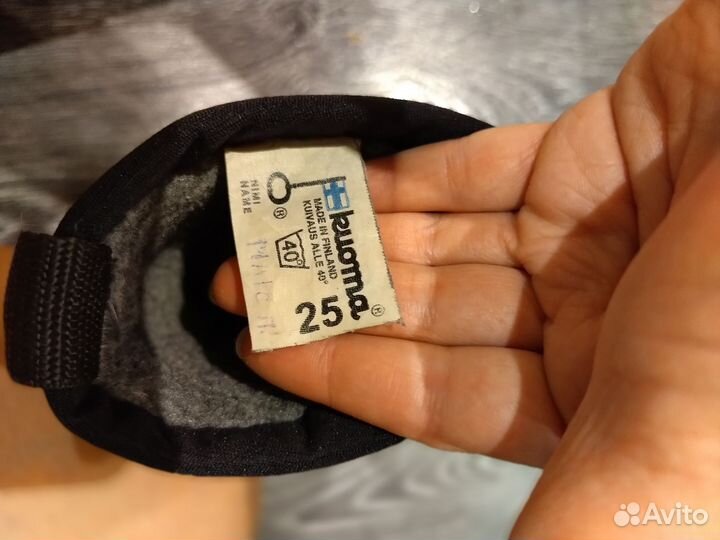 NIMI
NAME
®
kuoma ®
MADE IN FINLAND
KUIVAUS ALLE 40°
40°
25
Avito